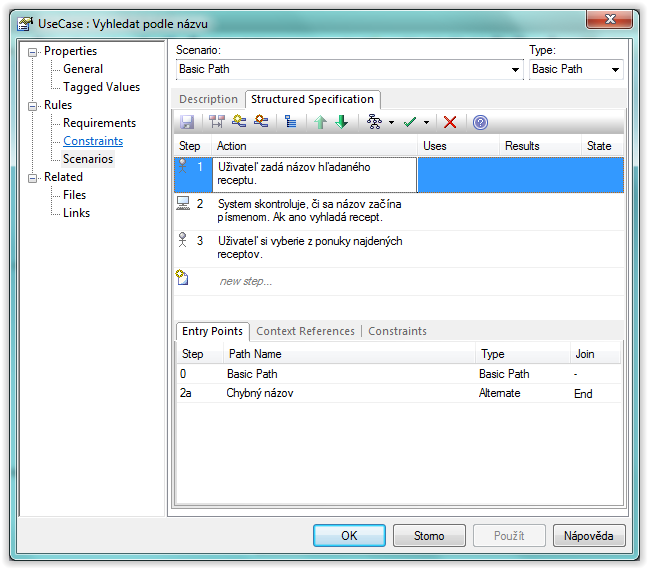 UseCase : Vyhledat podle názvu
Properties
General
Tagged Values
Rules
Requirements
Constraints
Scenarios
Related
Files
Links
Scenario:
Type:
Basic Path
Basic Path
Description
Structured Specification
Step
Action
Uses
Results
State
1
Uživateľ zadá názov hľadaného
receptu.
2
System skontroluje, či sa názov začína
písmenom. Ak ano vyhladá recept.
3
Uživateľ si vyberie z ponuky najdených
receptov.
new step...
Entry Points
Context References
Constraints
Step
Path Name
Type
Join
0
Basic Path
Basic Path
-
2a
Chybný názov
Alternate
End
OK
Storno
Použít
Nápověda